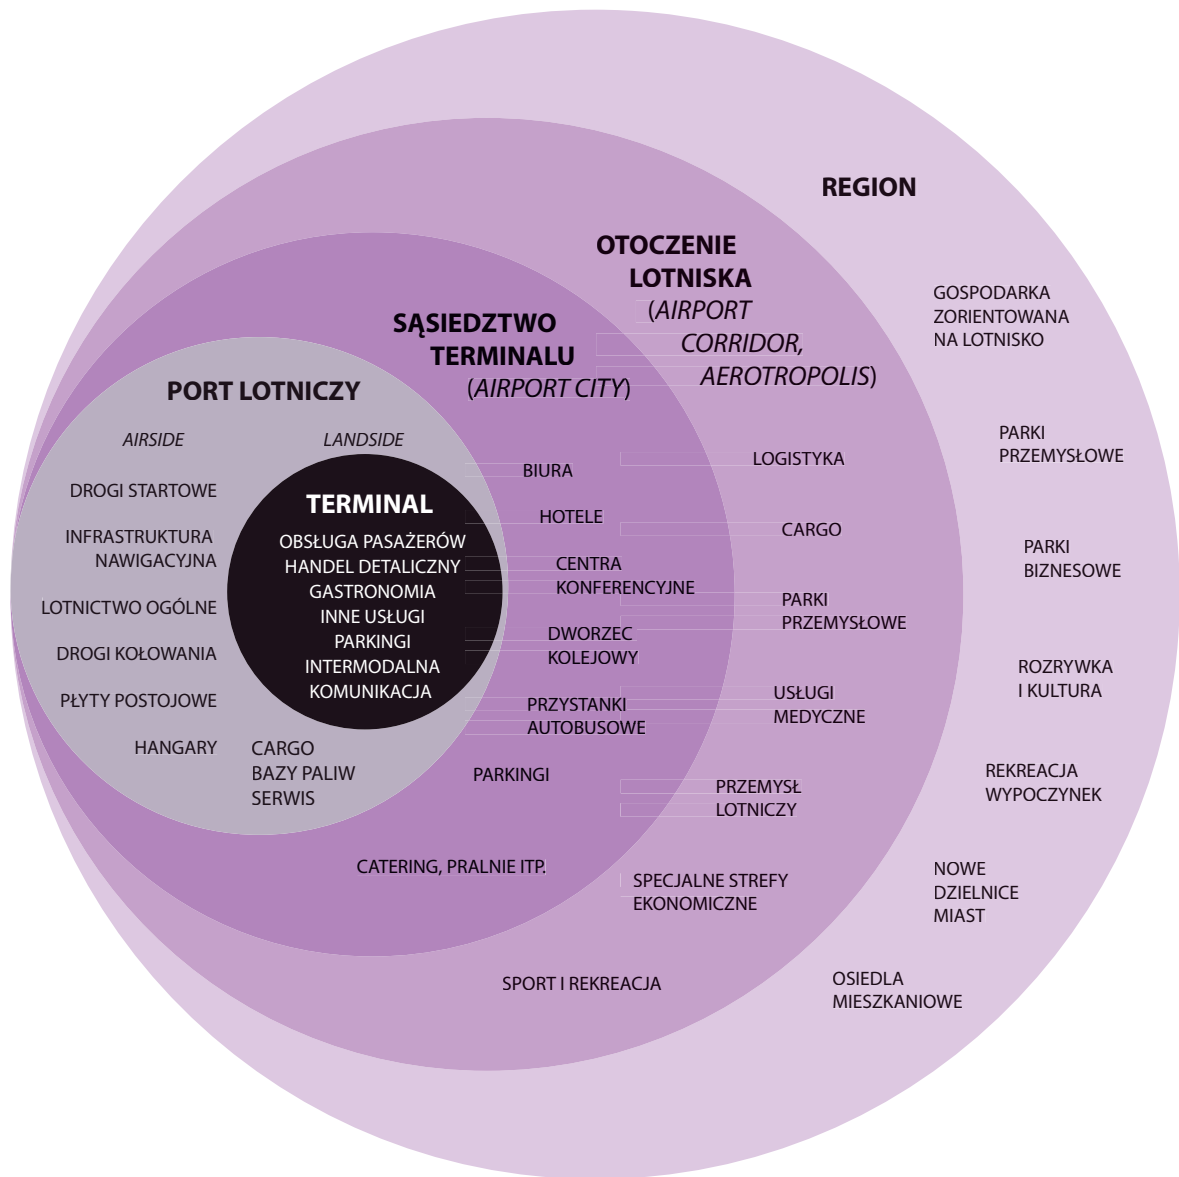 REGION
GOSPODARKA
ZORIENTOWANA
NA LOTNISKO
PARKI
PRZEMYSŁOWE
PARKI
BIZNESOWE
ROZRYWKA
I KULTURA
REKREACJA
WYPOCZYNEK
NOWE
DZIELNICE
MIAST
OSIEDLA
MIESZKANIOWE
OTOCZENIE
LOTNISKA
(AIRPORT
CORRIDOR,
AEROTROPOLIS)
LOGISTYKA
CARGO
PARKI
PRZEMYSŁOWE
USŁUGI
MEDYCZNE
PRZEMYSŁ
LOTNICZY
SPECJALNE STREFY
EKONOMICZNE
SPORT I REKREACJA
SĄSIEDZTWO
TERMINALU
(AIRPORT CITY)
BIURA
HOTELE
CENTRA
KONFERENCYJNE
DWORZEC
KOLEJOWY
PRZYSTANKI
AUTOBUSOWE
PARKINGI
CATERING, PRALNIE ITP.
PORT LOTNICZY
AIRSIDE
DROGI STARTOWE
INFRASTRUKTURA
NAWIGACYJNA
LOTNICTWO OGÓLNE
DROGI KOŁOWANIA
PŁYTY POSTOJOWE
HANGARY
LANDSIDE
CARGO
BAZY PALIW
SERWIS
TERMINAL
OBSŁUGA PASAŻERÓW
HANDEL DETALICZNY
GASTRONOMIA
INNE USŁUGI
PARKINGI
INTERMODALNA
KOMUNIKACJA